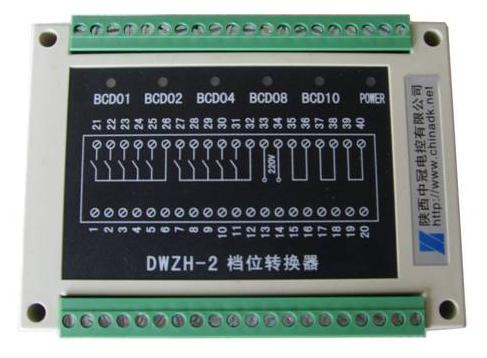 BCD01 BCD02 BCD04 BCD08 BCD10 POWER
21 22 23 24 25 26 27 28 29 30 31 32 33 34 35 36 37 38 39 40
220V
1 2 3 4 5 6 7 8 9 10 11 12 13 14 15 16 17 18 19 20
DWZH-2 档位转换器
陕西中冠电控有限公司
http://www.chinadk.net